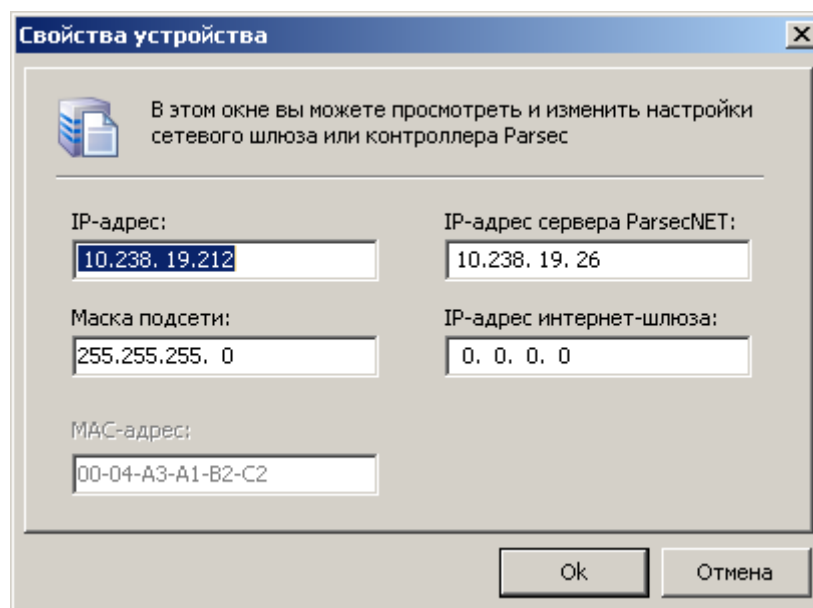 Свойства устройства
В этом окне вы можете просмотреть и изменить настройки
сетевого шлюза или контроллера Parsec
IP-адрес:
10.238. 19.212
IP-адрес сервера ParsecNET:
10.238. 19. 26
Маска подсети:
255.255.255. 0
IP-адрес интернет-шлюза:
0. 0. 0. 0
MAC-адрес:
00-04-A3-A1-B2-C2
Ok
Отмена